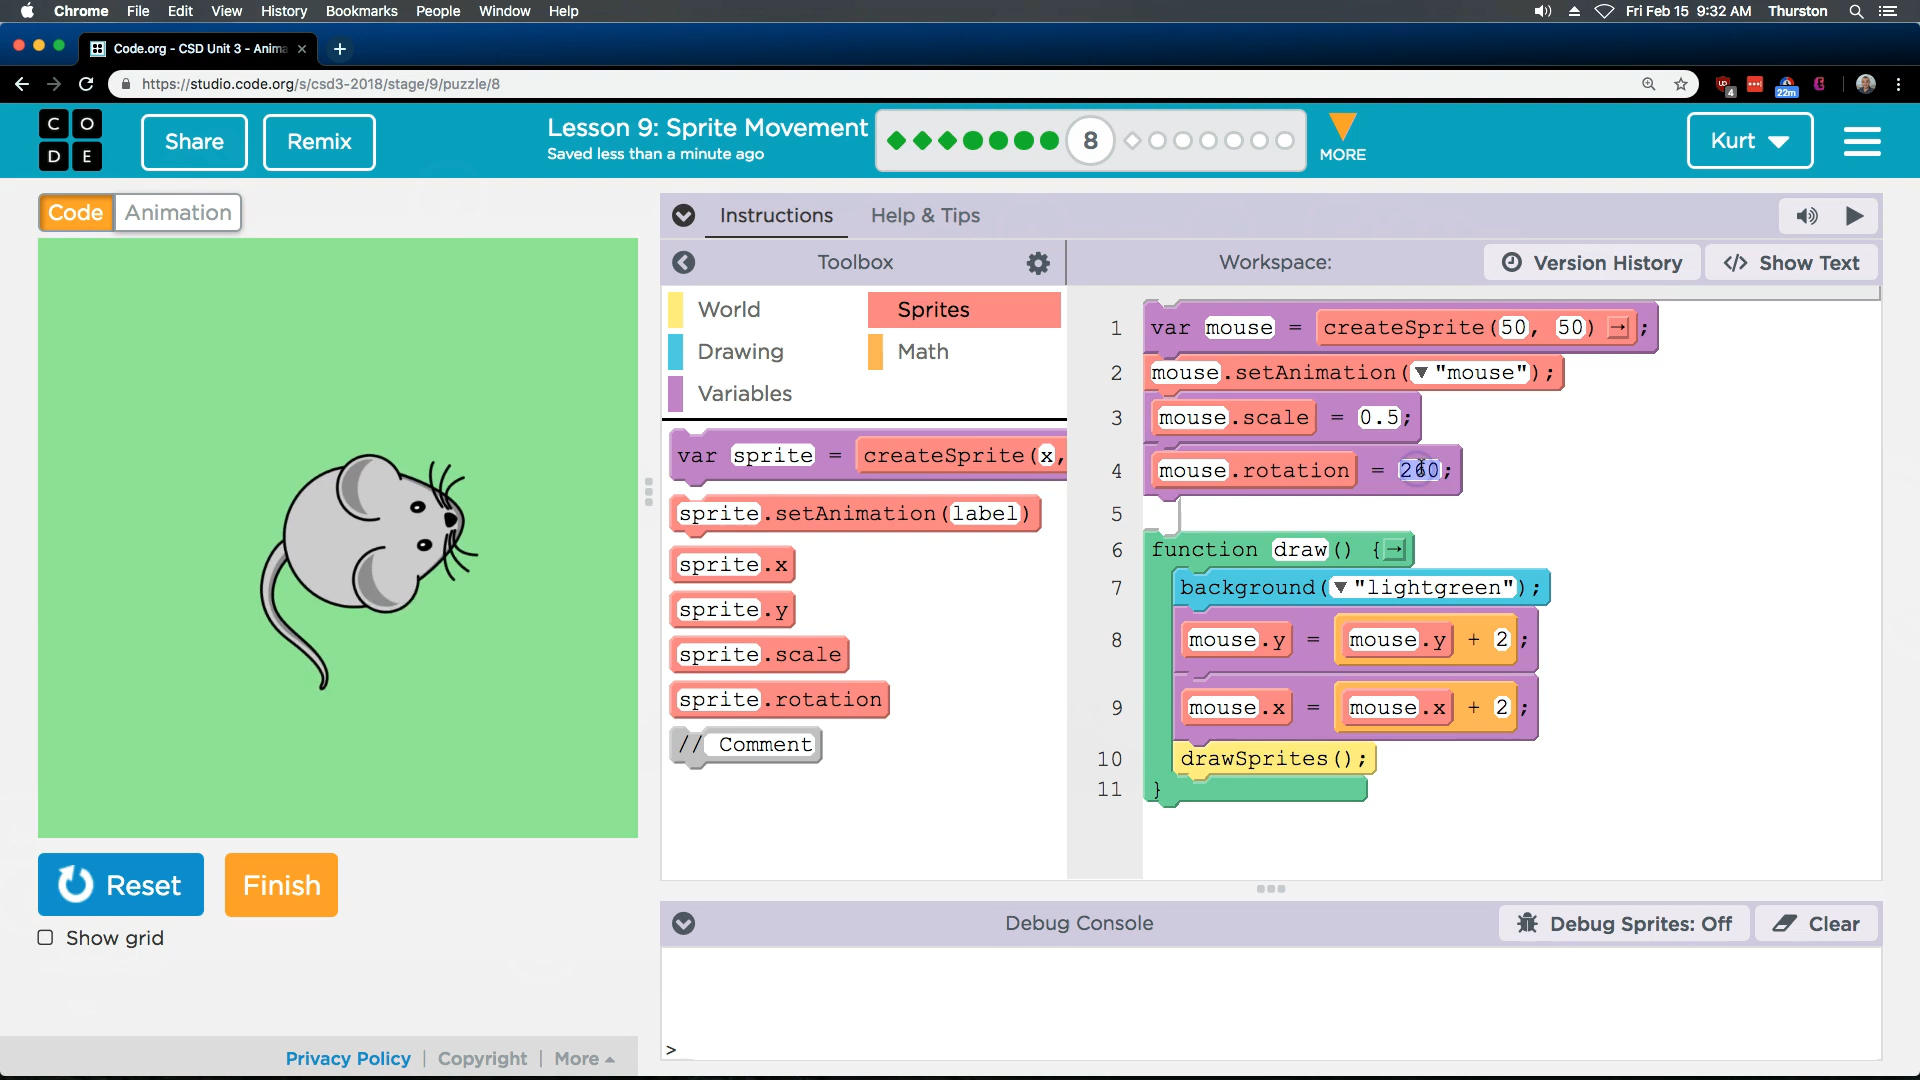 Chrome File Edit View History Bookmarks People Window Help Fri Feb 15 9:32 AM Thurston
Code.org - CSD Unit 3 - Anima
https://studio.code.org/s/csd3-2018/stage/9/puzzle/8
4
22m
C O
D E
Share
Remix
Lesson 9: Sprite Movement
Saved less than a minute ago
8
MORE
Kurt
Code Animation
Instructions
Help & Tips
Toolbox
Workspace:
Version History
Show Text
World
Sprites
Drawing
Math
Variables
var sprite = createSprite(x,
sprite.setAnimation(label)
sprite.x
sprite.y
sprite.scale
sprite.rotation
// Comment
1 var mouse = createSprite(50, 50);
2 mouse.setAnimation("mouse");
3 mouse.scale = 0.5;
4 mouse.rotation = 260;
5
6 function draw() {
7 background("lightgreen");
8 mouse.y = mouse.y + 2;
9 mouse.x = mouse.x + 2;
10 drawSprites();
11 }
Reset
Finish
Show grid
Debug Console
Debug Sprites: Off
Clear
>
Privacy Policy | Copyright | More